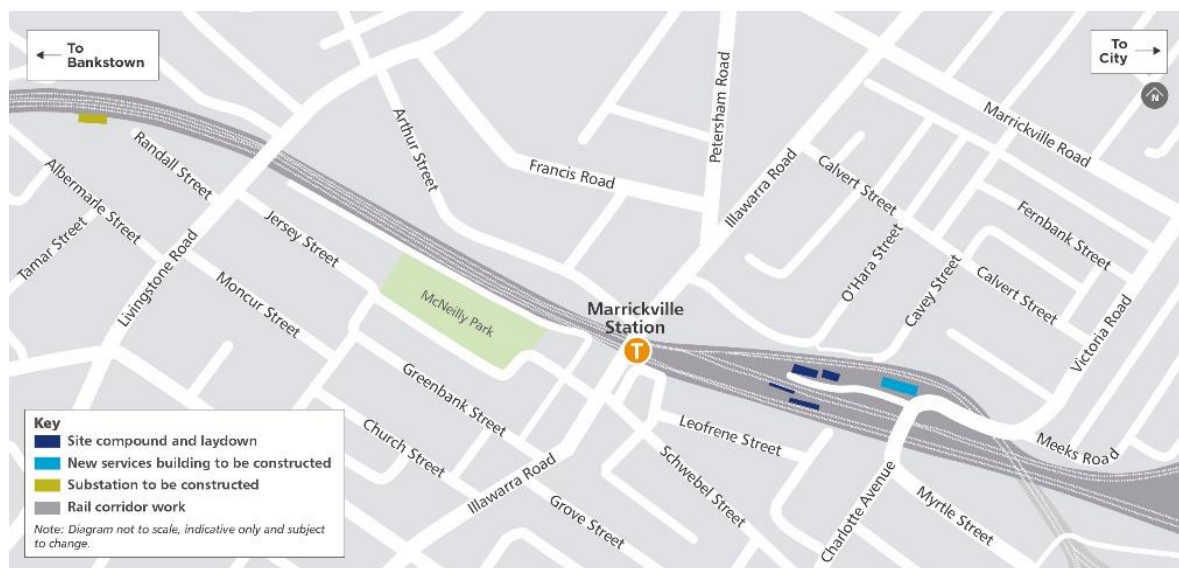 To
Bankstown
To
City
N
Marrickville Road
Petersham Road
Arthur Street
Randall Street
Francis Road
Illawarra Road
Calvert Street
Albermarle Street
Fernbank Street
Jersey Street
O'Hara Street
Tamar Street
Livingstone Road
Calvert Street
Cavey Street
Moncur Street
McNeilly Park
Marrickville
Station
T
Victoria Road
Greenbank Street
Key
Site compound and laydown
New services building to be constructed
Substation to be constructed
Rail corridor work
Note: Diagram not to scale, indicative only and subject
to change.
Church Street
Leofrene Street
Meeks Road
Illawarra Road
Schwebel Street
Grove Street
Charlotte Avenue
Myrtle Street